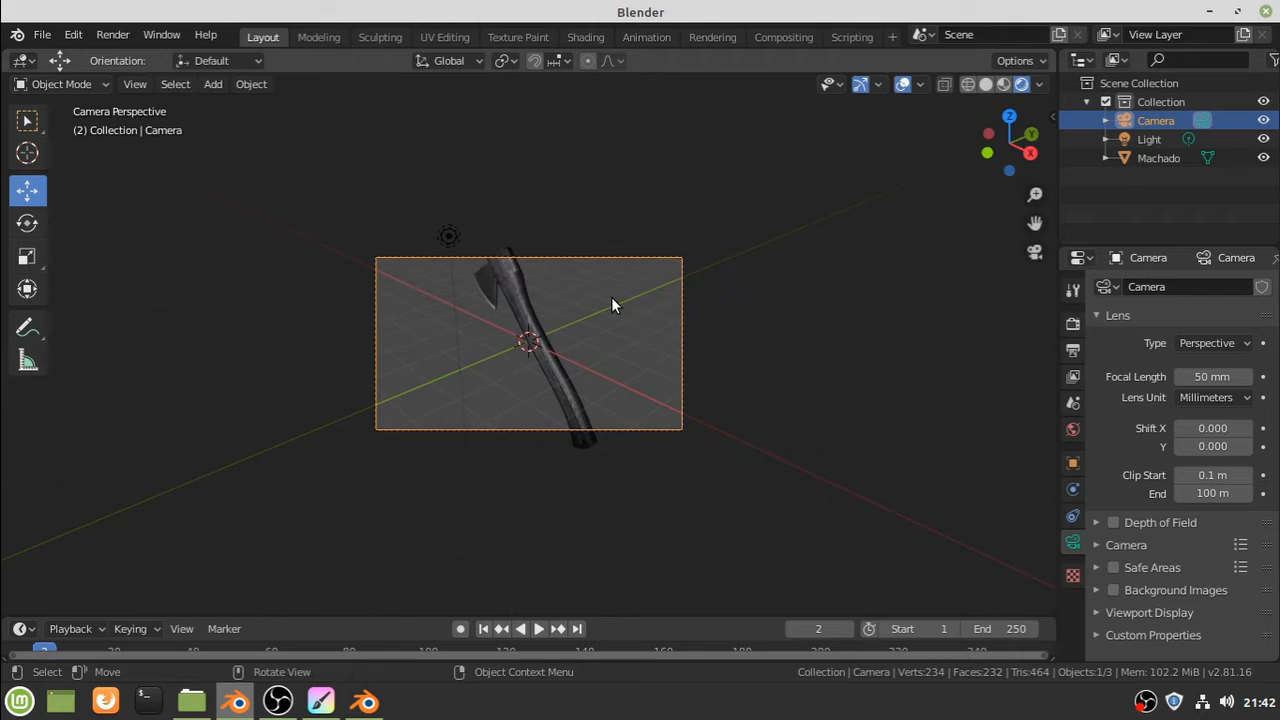 Blender
File Edit Render Window Help Layout Modeling Sculpting UV Editing Texture Paint Shading Animation Rendering Compositing Scripting + Scene View Layer
Orientation: Default Global Options
Object Mode View Select Add Object
Camera Perspective
(2) Collection | Camera
Z
Y
X
Scene Collection
Collection
Camera
Light
Machado
Camera Camera
Camera
Lens
Type Perspective
Focal Length 50 mm
Lens Unit Millimeters
Shift X 0.000
Y 0.000
Clip Start 0.1 m
End 100 m
Depth of Field
Camera
Safe Areas
Background Images
Viewport Display
Custom Properties
Playback Keying View Marker 2 Start 1 End 250
Select Move Rotate View Object Context Menu Collection | Camera | Verts:234 | Faces:232 | Tris:464 | Objects:1/3 | Mem: 102.2 MiB | v2.81.16
21:42